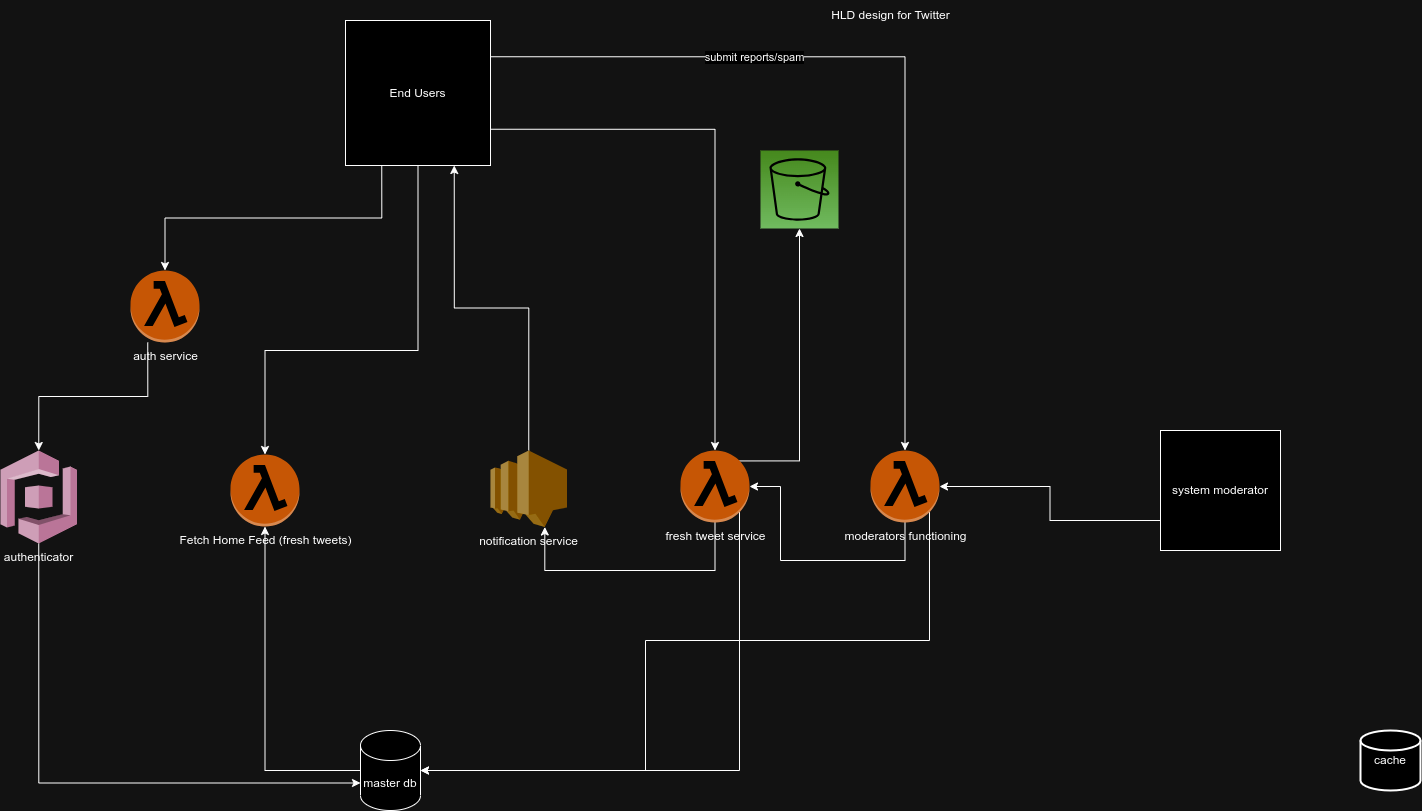 HLD design for Twitter
submit reports/spam
End Users
auth service
system moderator
fresh tweet service
moderators functioning
Fetch Home Feed (fresh tweets)
notification service
authenticator
cache
master db